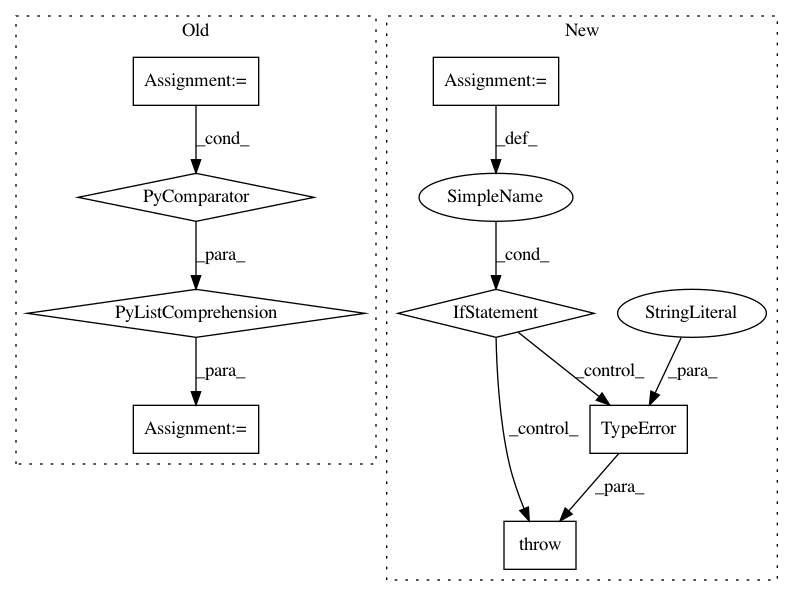 Old
New
Assignment:=
Assignment:=
_cond_
_def_
PyComparator
SimpleName
_para_
_cond_
PyListComprehension
IfStatement
StringLiteral
_para_
_control_
_para_
Assignment:=
_control_
TypeError
_para_
throw